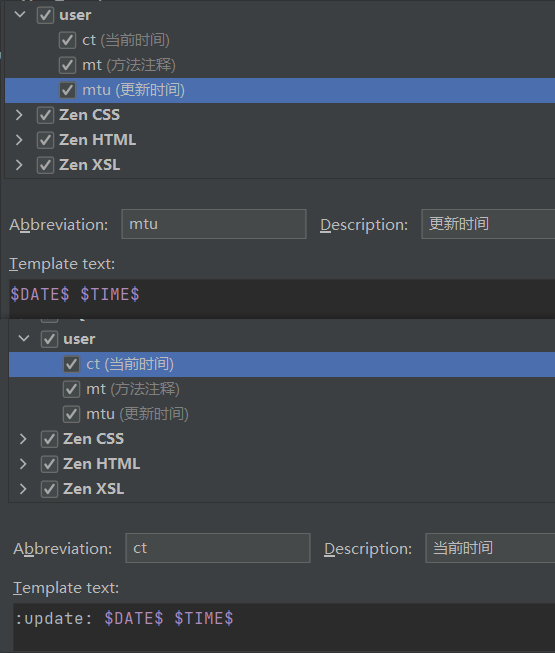 user
ct (当前时间)
mt (方法注释)
mtu (更新时间)
Zen CSS
Zen HTML
Zen XSL
Abbreviation: mtu Description: 更新时间
Template text:
$DATE$ $TIME$
user
ct (当前时间)
mt (方法注释)
mtu (更新时间)
Zen CSS
Zen HTML
Zen XSL
Abbreviation: ct Description: 当前时间
Template text:
:update: $DATE$ $TIME$